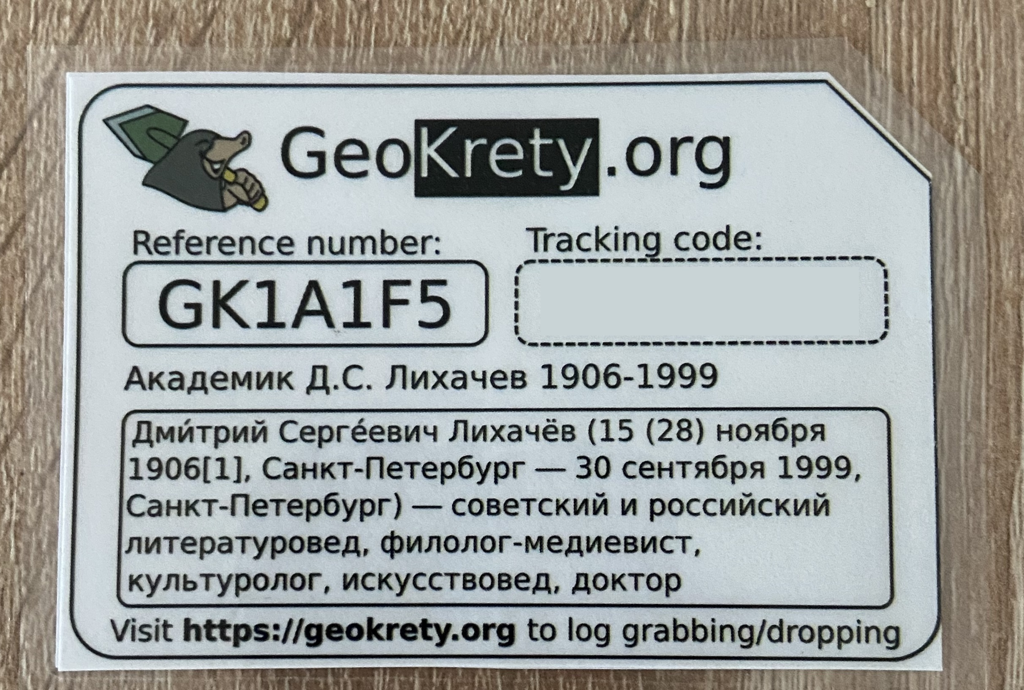 GeoKrety.org
Reference number:
Tracking code:
GK1A1F5
Академик Д.С. Лихачев 1906-1999
Дми́трий Серге́евич Лихачёв (15 (28) ноября
1906[1], Санкт-Петербург — 30 сентября 1999,
Санкт-Петербург) — советский и российский
литературовед, филолог-медиевист,
культуролог, искусствовед, доктор
Visit https://geokrety.org to log grabbing/dropping